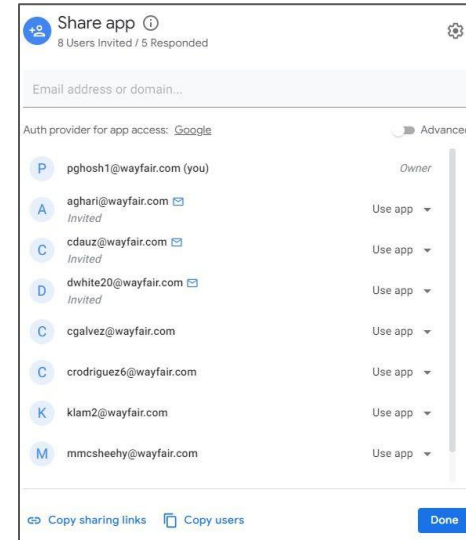 Share app
8 Users Invited / 5 Responded
Email address or domain...
Auth provider for app access: Google
Advanced
P pghosh1@wayfair.com (you) Owner
A aghari@wayfair.com Use app
Invited
C cdauz@wayfair.com Use app
Invited
D dwhite20@wayfair.com Use app
Invited
C cgalvez@wayfair.com Use app
C crodriguez6@wayfair.com Use app
K klam2@wayfair.com Use app
M mmcsheehy@wayfair.com Use app
Copy sharing links Copy users Done